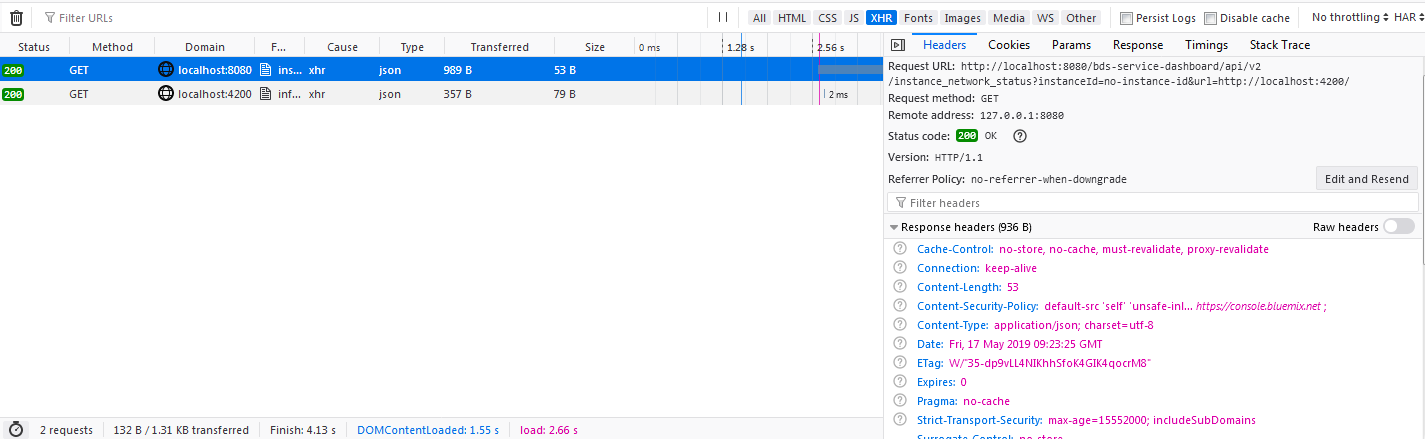 Filter URLs
All HTML CSS JS XHR Fonts Images Media WS Other Persist Logs Disable cache No throttling HAR
Status Method Domain F... Cause Type Transferred Size 0 ms 1.28 s 2.56 s
200 GET localhost:8080 ins... xhr json 989 B 53 B
200 GET localhost:4200 inf... xhr json 357 B 79 B 2 ms
2 requests 132 B / 1.31 KB transferred Finish: 4.13 s DOMContentLoaded: 1.55 s load: 2.66 s
Headers Cookies Params Response Timings Stack Trace
Request URL: http://localhost:8080/bds-service-dashboard/api/v2
/instance_network_status?instanceId=no-instance-id&url=http://localhost:4200/
Request method: GET
Remote address: 127.0.0.1:8080
Status code: 200 OK ?
Version: HTTP/1.1
Referrer Policy: no-referrer-when-downgrade Edit and Resend
Filter headers
Response headers (936 B) Raw headers
? Cache-Control: no-store, no-cache, must-revalidate, proxy-revalidate
? Connection: keep-alive
? Content-Length: 53
? Content-Security-Policy: default-src 'self' 'unsafe-inl... https://console.bluemix.net ;
? Content-Type: application/json; charset=utf-8
? Date: Fri, 17 May 2019 09:23:25 GMT
? ETag: W/"35-dp9vLL4NIKhhSfoK4GIK4qocrM8"
? Expires: 0
? Pragma: no-cache
? Strict-Transport-Security: max-age=15552000; includeSubDomains
Surrogate-Control: no-store